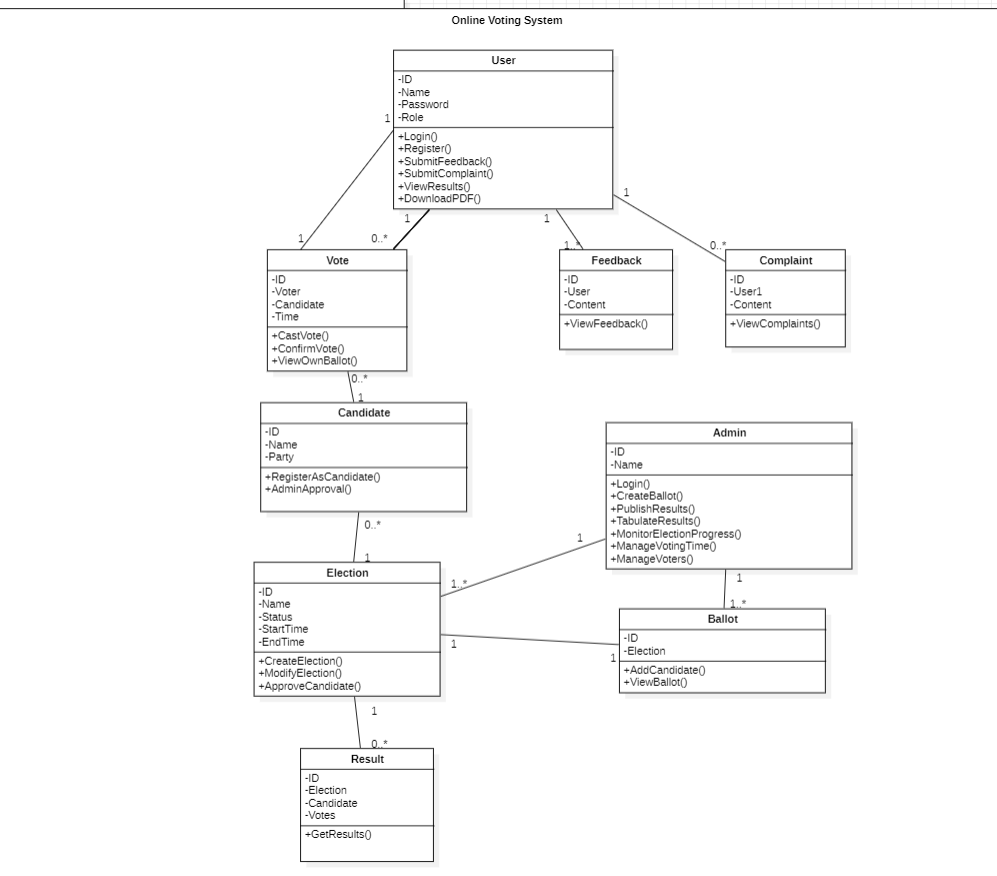 Online Voting System
User
-ID
-Name
-Password
-Role
+Login()
+Register()
+SubmitFeedback()
+SubmitComplaint()
+ViewResults()
+DownloadPDF()
1
1
1
0..*
1
1..*
1
0..*
Vote
-ID
-Voter
-Candidate
-Time
+CastVote()
+ConfirmVote()
+ViewOwnBallot()
Feedback
-ID
-User
-Content
+ViewFeedback()
Complaint
-ID
-User1
-Content
+ViewComplaints()
0..*
1
Candidate
-ID
-Name
-Party
+RegisterAsCandidate()
+AdminApproval()
Admin
-ID
-Name
+Login()
+CreateBallot()
+PublishResults()
+TabulateResults()
+MonitorElectionProgress()
+ManageVotingTime()
+ManageVoters()
0..*
1
1
1..*
1
1..*
Election
-ID
-Name
-Status
-StartTime
-EndTime
+CreateElection()
+ModifyElection()
+ApproveCandidate()
Ballot
-ID
-Election
+AddCandidate()
+ViewBallot()
1
1
1
0..*
Result
-ID
-Election
-Candidate
-Votes
+GetResults()